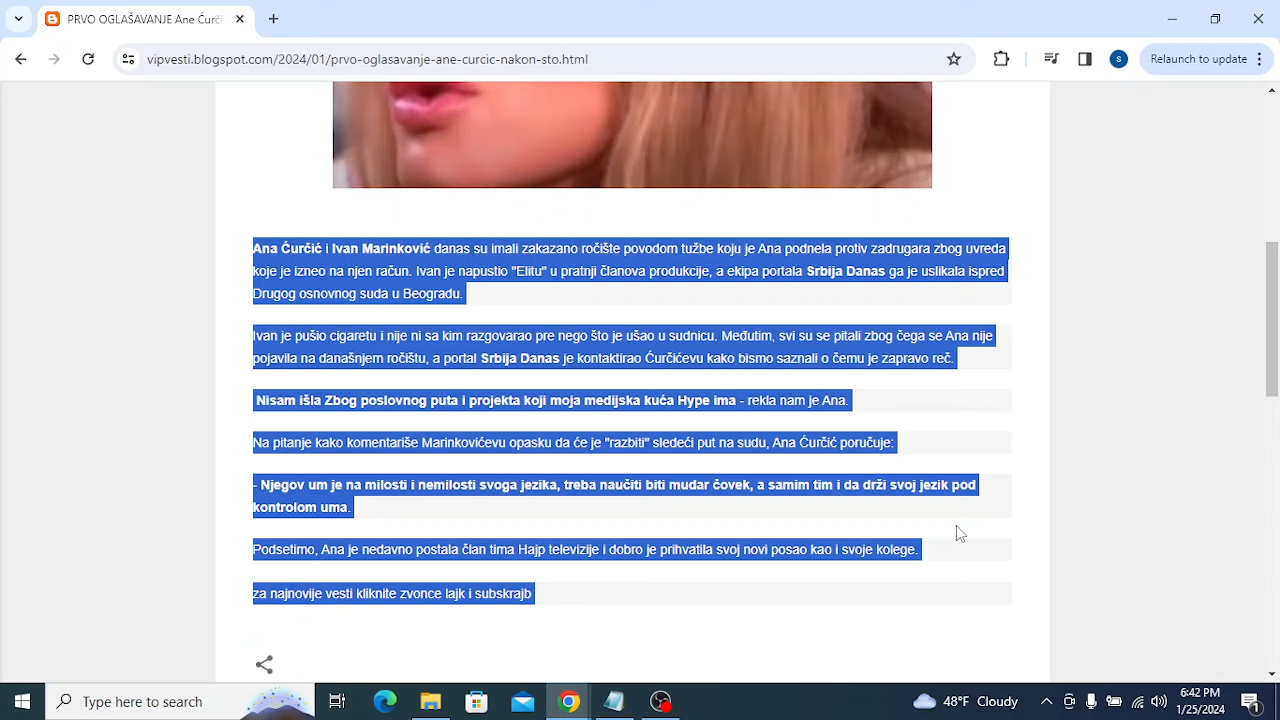 PRVO OGLAŠAVANJE Ane Ćurči
vipvesti.blogspot.com/2024/01/prvo-oglasavanje-ane-curcic-nakon-sto.html
S
Relaunch to update
Ana Ćurčić i Ivan Marinković danas su imali zakazano ročište povodom tužbe koju je Ana podnela protiv zadrugara zbog uvreda
koje je izneo na njen račun. Ivan je napustio "Elitu" u pratnji članova produkcije, a ekipa portala Srbija Danas ga je uslikala ispred
Drugog osnovnog suda u Beogradu.
Ivan je pušio cigaretu i nije ni sa kim razgovarao pre nego što je ušao u sudnicu. Međutim, svi su se pitali zbog čega se Ana nije
pojavila na današnjem ročištu, a portal Srbija Danas je kontaktirao Ćurčićevu kako bismo saznali o čemu je zapravo reč.
Nisam išla Zbog poslovnog puta i projekta koji moja medijska kuća Hype ima - rekla nam je Ana.
Na pitanje kako komentariše Marinkovićevu opasku da će je "razbiti" sledeći put na sudu, Ana Ćurčić poručuje:
- Njegov um je na milosti i nemilosti svoga jezika, treba naučiti biti mudar čovek, a samim tim i da drži svoj jezik pod
kontrolom uma.
Podsetimo, Ana je nedavno postala član tima Hajp televizije i dobro je prihvatila svoj novi posao kao i svoje kolege.
za najnovije vesti kliknite zvonce lajk i subskrajb
Type here to search
48°F Cloudy
6:42 PM
1/25/2024
1